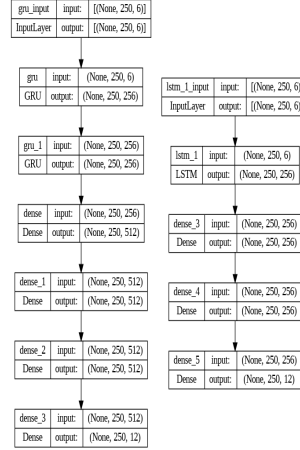 gru_input input: [(None, 250, 6)]
InputLayer output: [(None, 250, 6)]
gru input: (None, 250, 6)
GRU output: (None, 250, 256)
gru_1 input: (None, 250, 256)
GRU output: (None, 250, 256)
dense input: (None, 250, 256)
Dense output: (None, 250, 512)
dense_1 input: (None, 250, 512)
Dense output: (None, 250, 512)
dense_2 input: (None, 250, 512)
Dense output: (None, 250, 512)
dense_3 input: (None, 250, 512)
Dense output: (None, 250, 12)
lstm_1_input input: [(None, 250, 6)
InputLayer output: [(None, 250, 6)
lstm_1 input: (None, 250, 6)
LSTM output: (None, 250, 256)
dense_3 input: (None, 250, 256)
Dense output: (None, 250, 256)
dense_4 input: (None, 250, 256)
Dense output: (None, 250, 256)
dense_5 input: (None, 250, 256)
Dense output: (None, 250, 12)